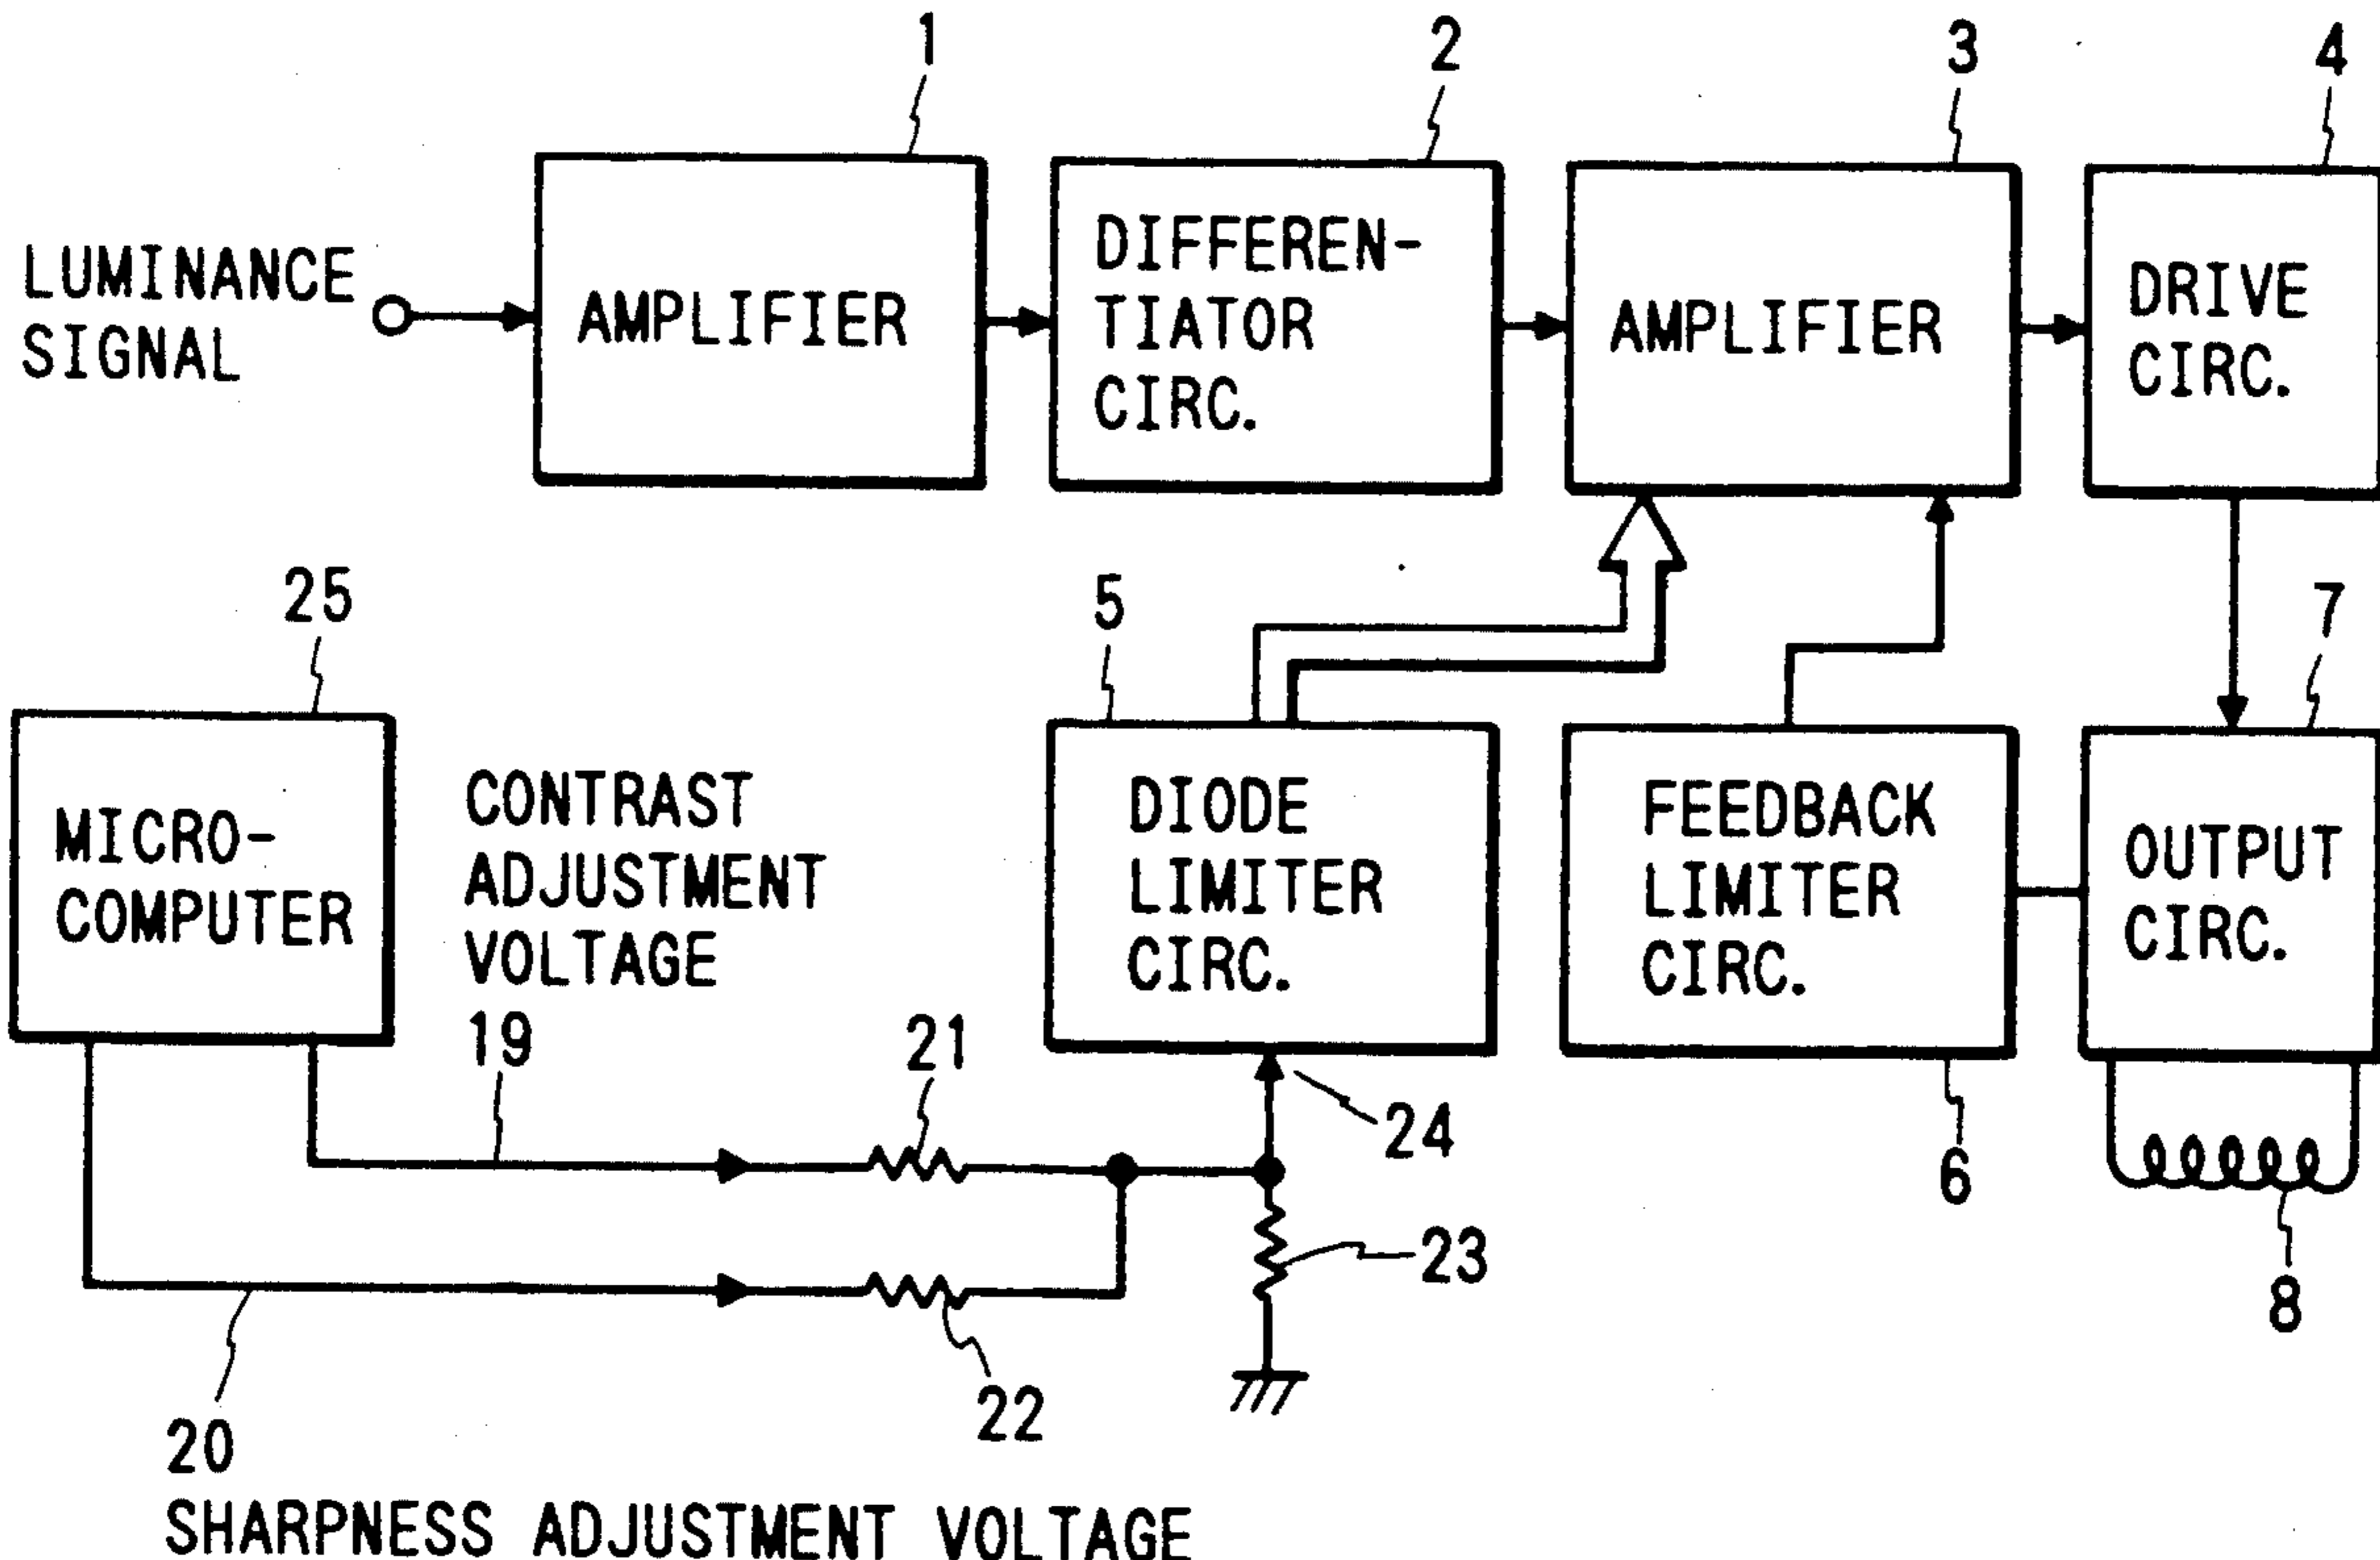 1
2
3
4
LUMINANCE
SIGNAL
AMPLIFIER
DIFFEREN-
TIATOR
CIRC.
AMPLIFIER
DRIVE
CIRC.
25
5
7
MICRO-
COMPUTER
CONTRAST
ADJUSTMENT
VOLTAGE
19
DIODE
LIMITER
CIRC.
FEEDBACK
LIMITER
CIRC.
OUTPUT
CIRC.
21
24
6
23
8
22
20
SHARPNESS ADJUSTMENT VOLTAGE